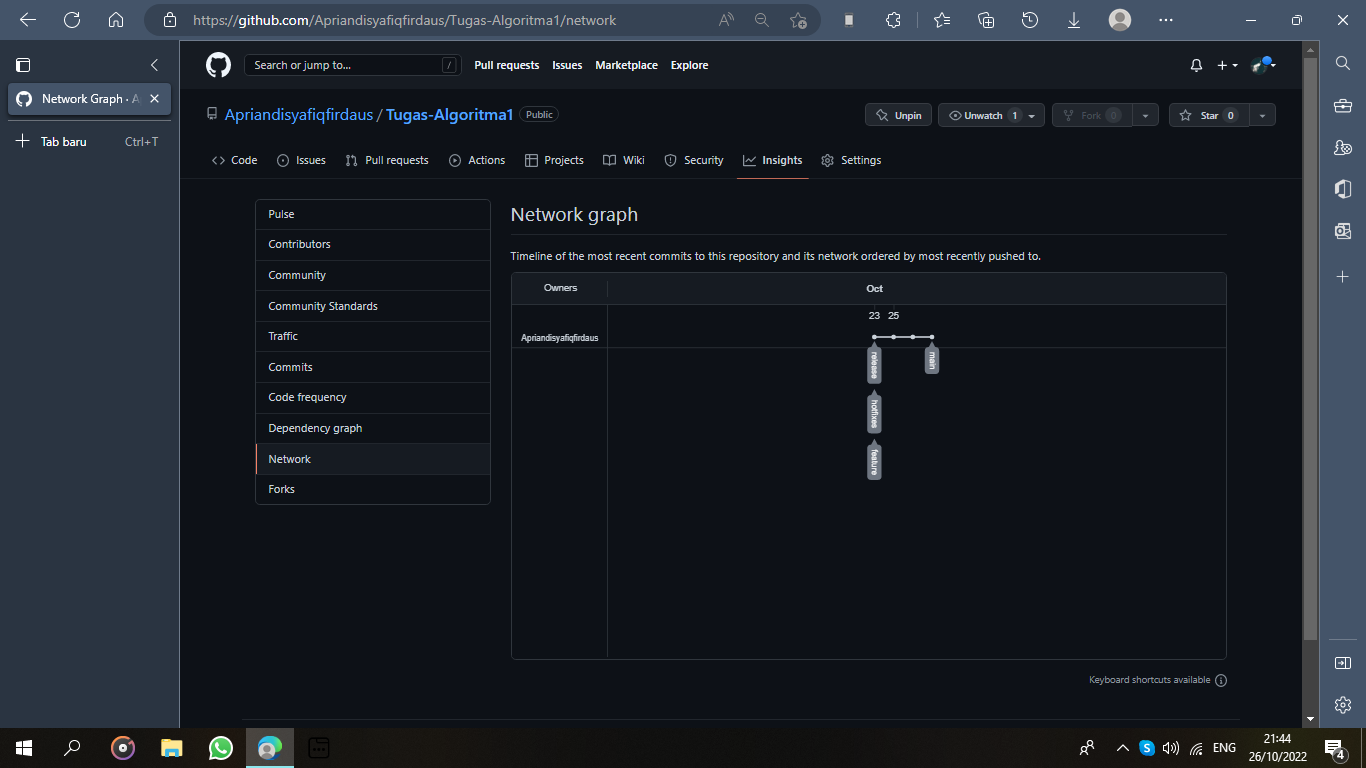 https://github.com/Apriandisyafiqfirdaus/Tugas-Algoritma1/network
Network Graph · A
Tab baru Ctrl+T
Search or jump to... /
Pull requests Issues Marketplace Explore
Apriandisyafiqfirdaus / Tugas-Algoritma1 Public
Unpin Unwatch 1 Fork 0 Star 0
Code Issues Pull requests Actions Projects Wiki Security Insights Settings
Pulse
Contributors
Community
Community Standards
Traffic
Commits
Code frequency
Dependency graph
Network
Forks
Network graph
Timeline of the most recent commits to this repository and its network ordered by most recently pushed to.
Owners Oct
23 25
Apriandisyafiqfirdaus
release
main
hotfixes
feature
Keyboard shortcuts available
ENG
21:44
26/10/2022
4